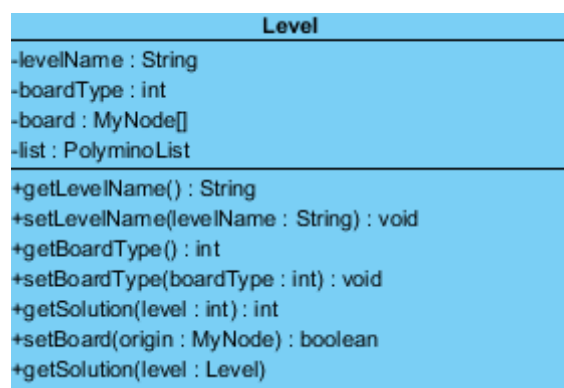 Level
-levelName : String
-boardType : int
-board : MyNode[]
-list : PolyminoList
+getLevelName() : String
+setLevelName(levelName : String) : void
+getBoardType() : int
+setBoardType(boardType : int) : void
+getSolution(level : int) : int
+setBoard(origin : MyNode) : boolean
+getSolution(level : Level)